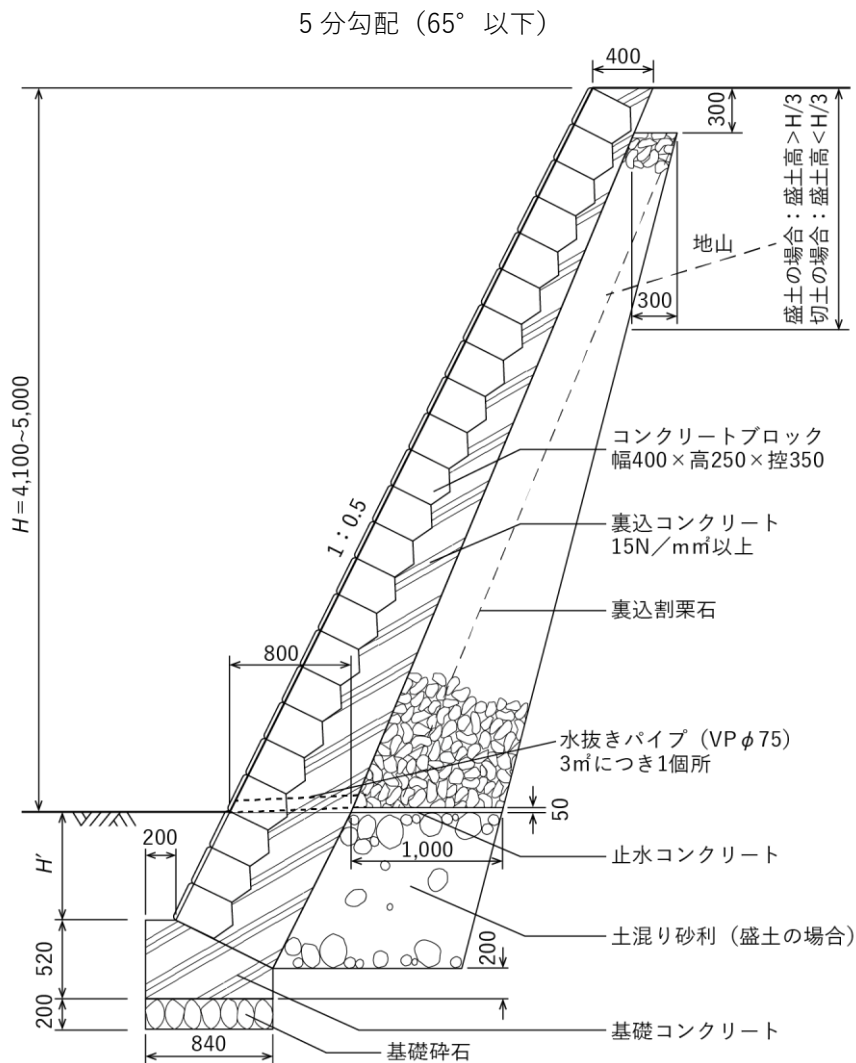 5分勾配（65°以下）
400
300
盛土の場合：盛土高＞H/3
切土の場合：盛土高＜H/3
地山
300
H＝4,100~5,000
コンクリートブロック
幅400×高250×控350
1：0.5
裏込コンクリート
15N／m㎡以上
裏込割栗石
800
水抜きパイプ（VPφ75）
3㎡につき1個所
50
200
1,000
止水コンクリート
H′
土混り砂利（盛土の場合）
520
200
200
基礎コンクリート
840
基礎砕石